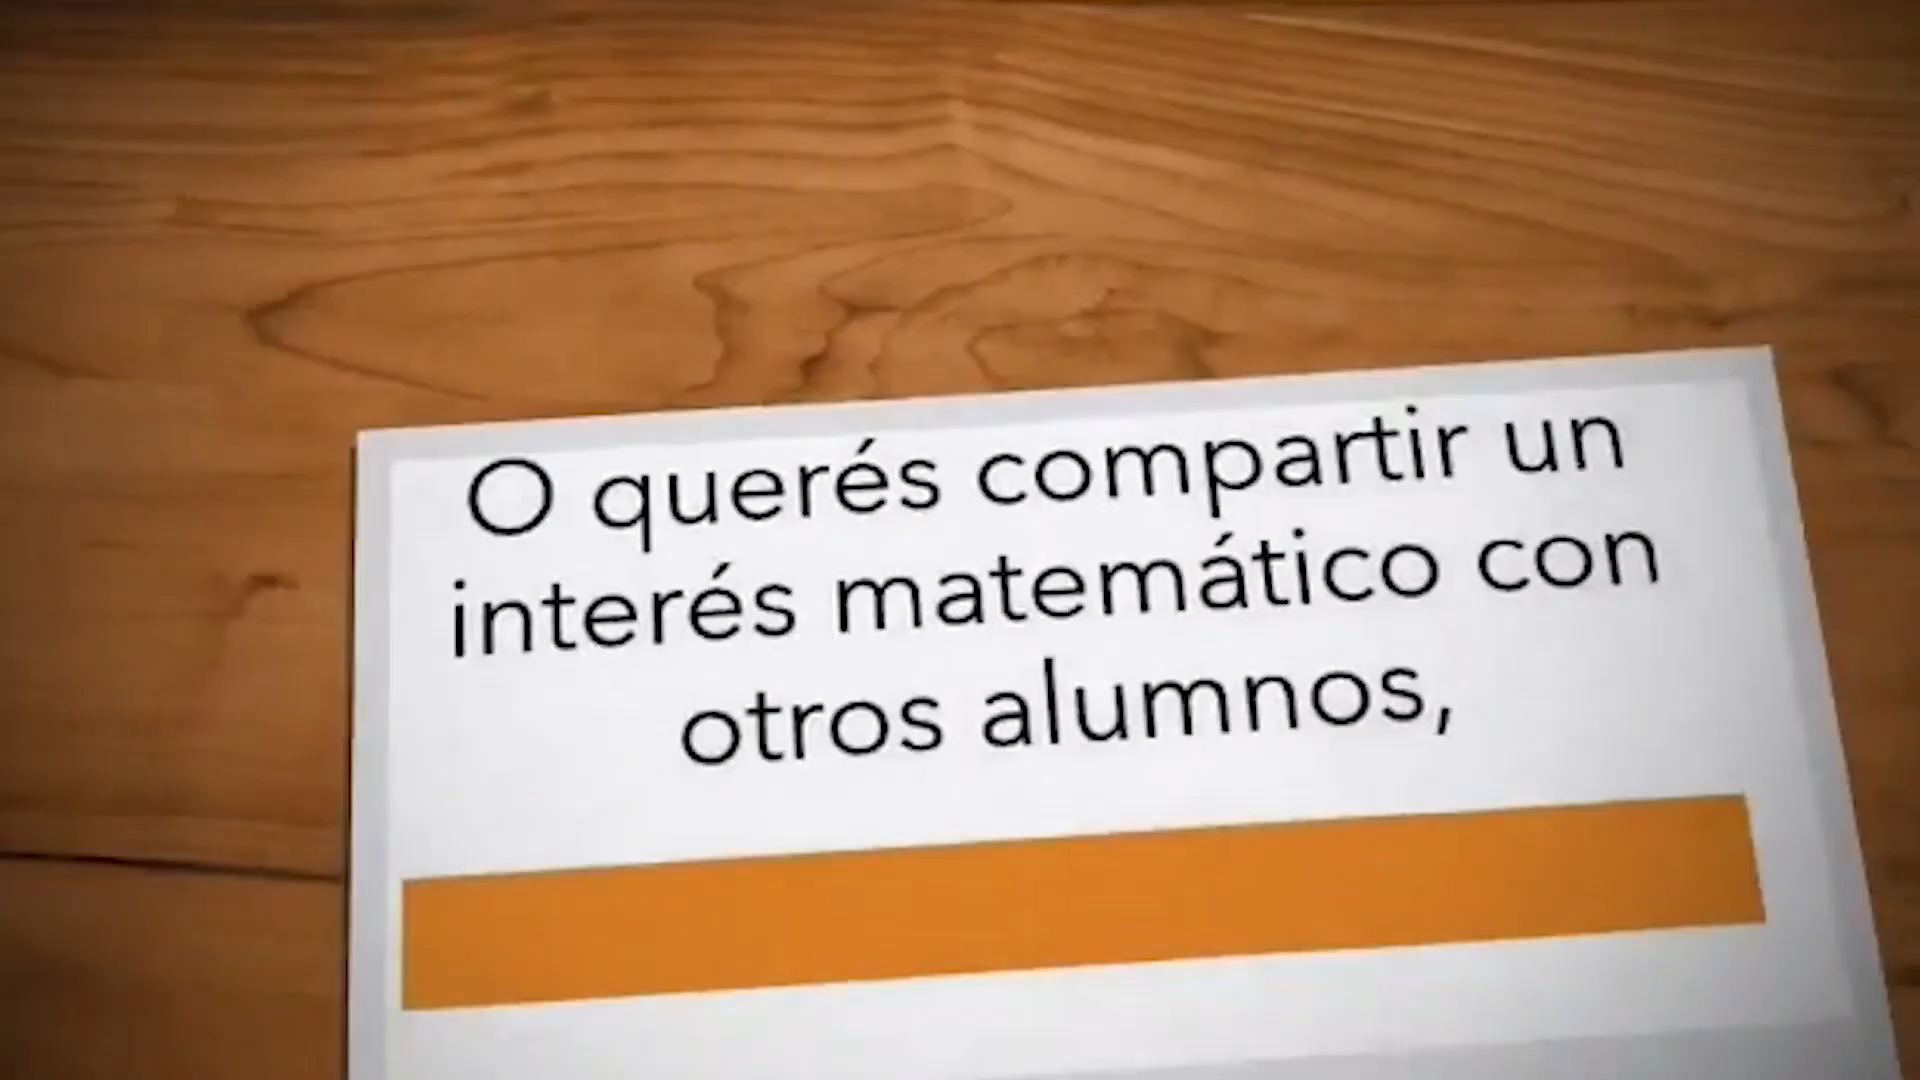 O querés compartir un
interés matemático con
otros alumnos,